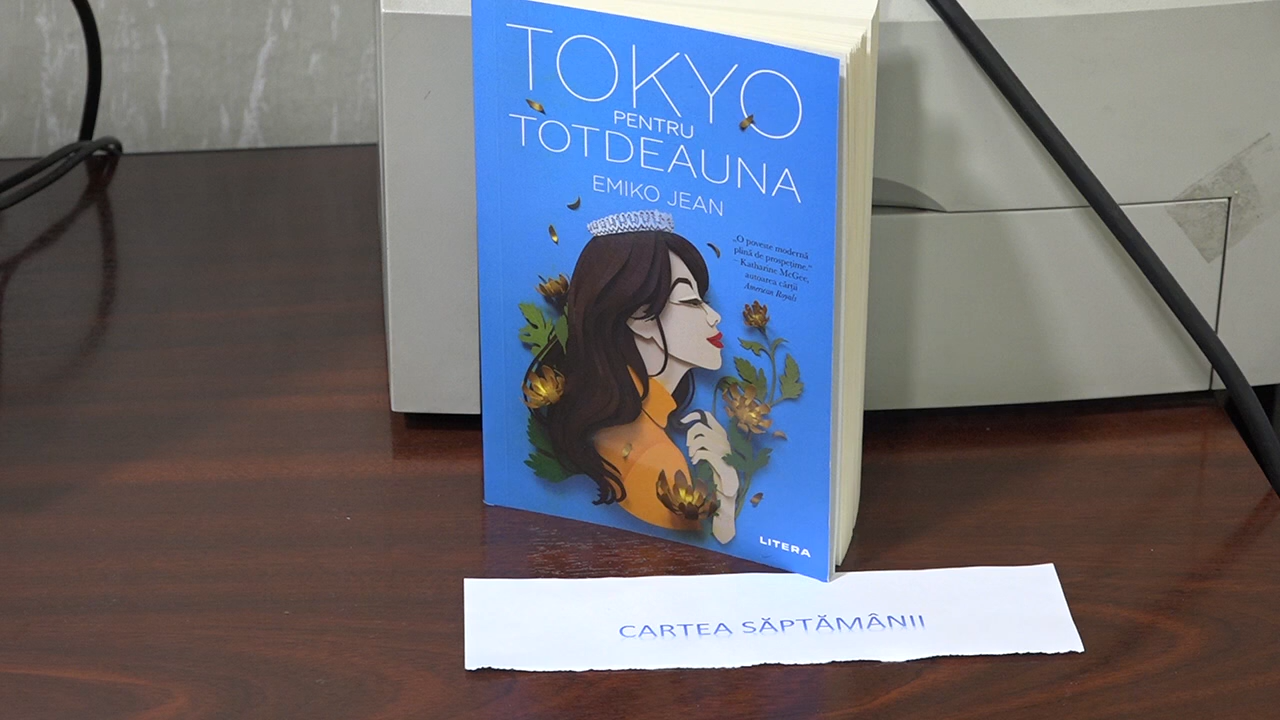 TOKYO
PENTRU
TOTDEAUNA
EMIKO JEAN
„O poveste modernă
plină de prospețime.”
– Katharine McGee,
autoarea cărții
American Royals
LITERA
CARTEA SĂPTĂMÂNII